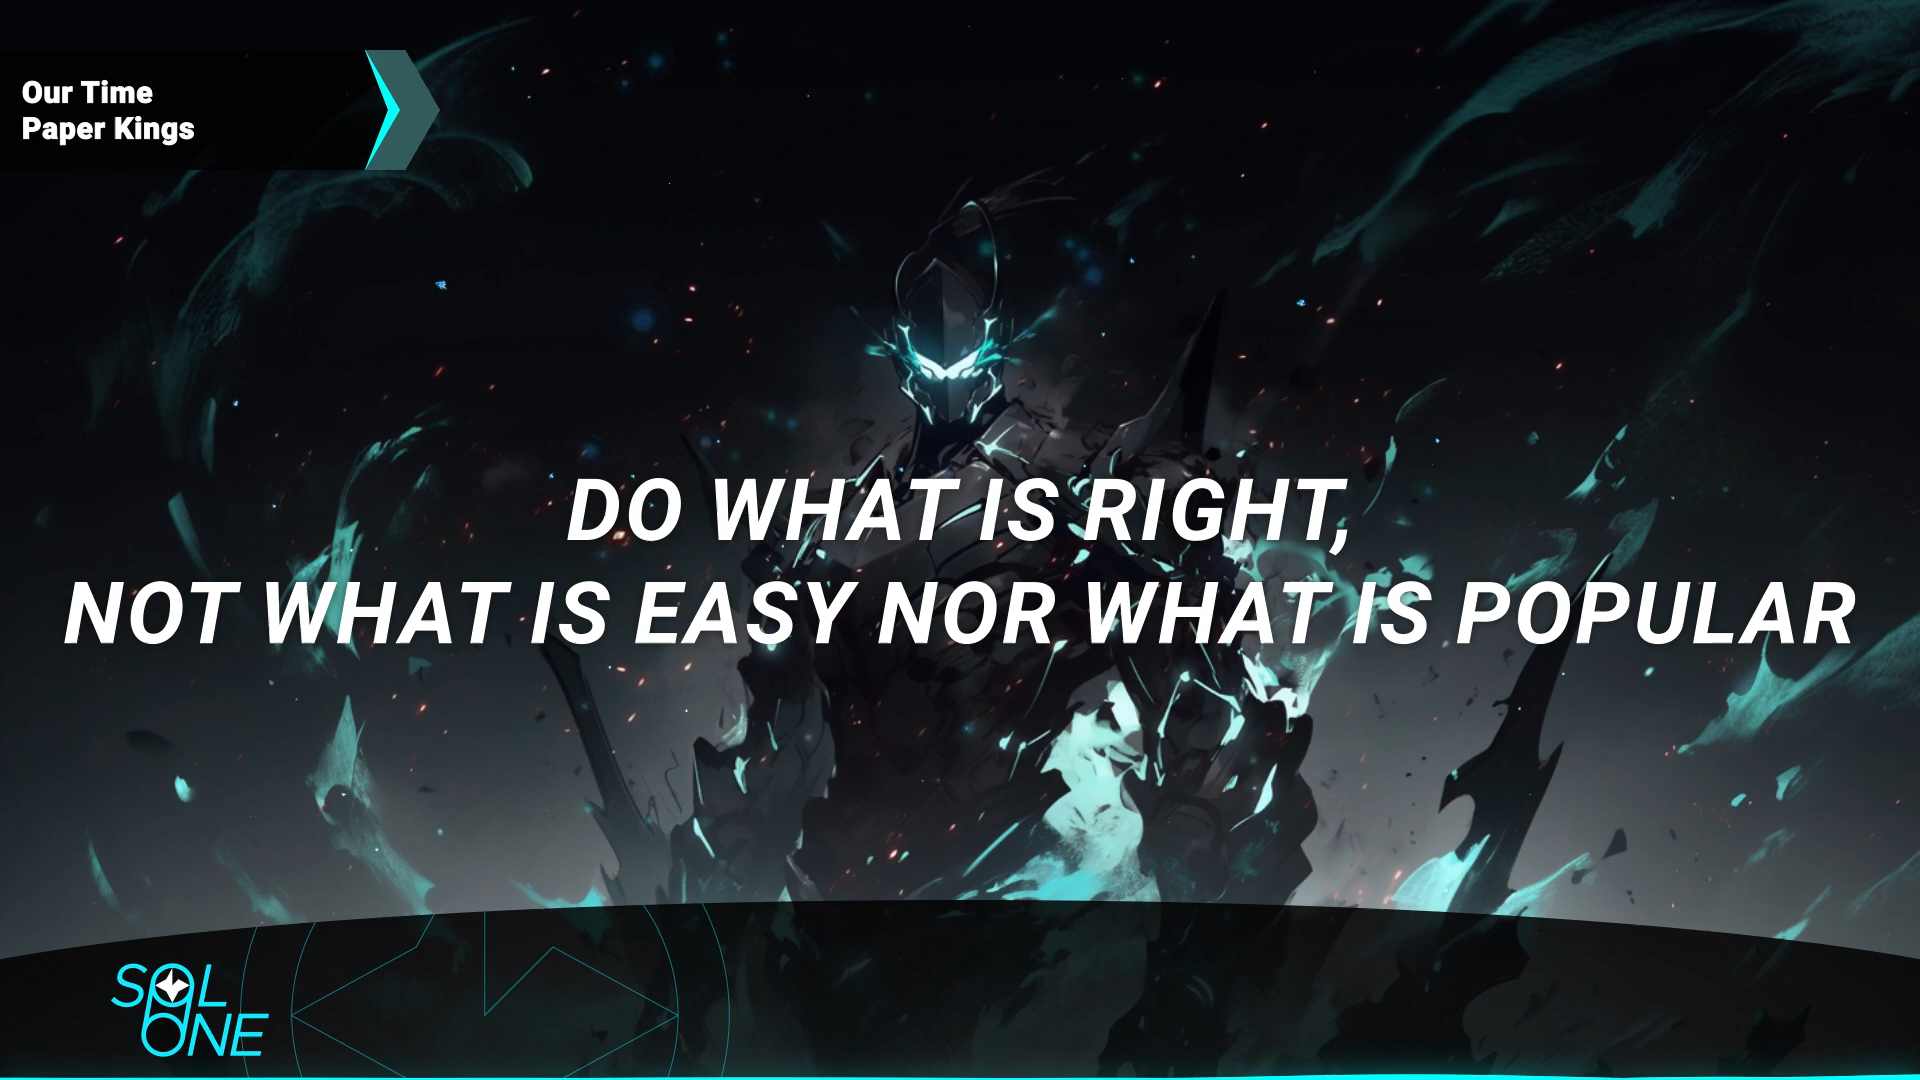 Our Time
Paper Kings
DO WHAT IS RIGHT,
NOT WHAT IS EASY NOR WHAT IS POPULAR
SOL
ONE